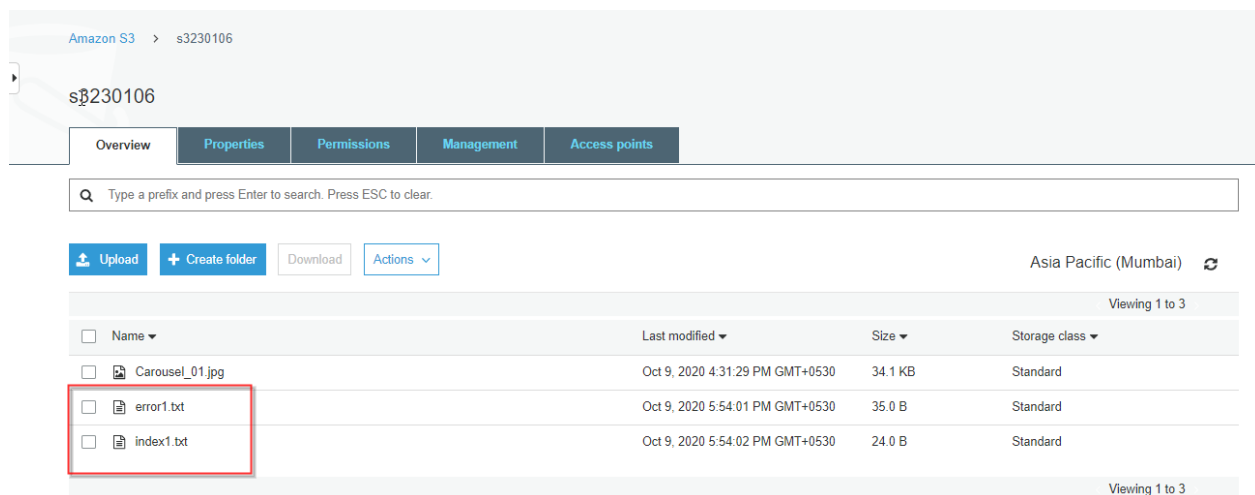 Amazon S3 > s3230106
s3230106
Overview Properties Permissions Management Access points
Type a prefix and press Enter to search. Press ESC to clear.
Upload + Create folder Download Actions Asia Pacific (Mumbai)
Viewing 1 to 3
Name Last modified Size Storage class
Carousel_01.jpg Oct 9, 2020 4:31:29 PM GMT+0530 34.1 KB Standard
error1.txt Oct 9, 2020 5:54:01 PM GMT+0530 35.0 B Standard
index1.txt Oct 9, 2020 5:54:02 PM GMT+0530 24.0 B Standard
Viewing 1 to 3